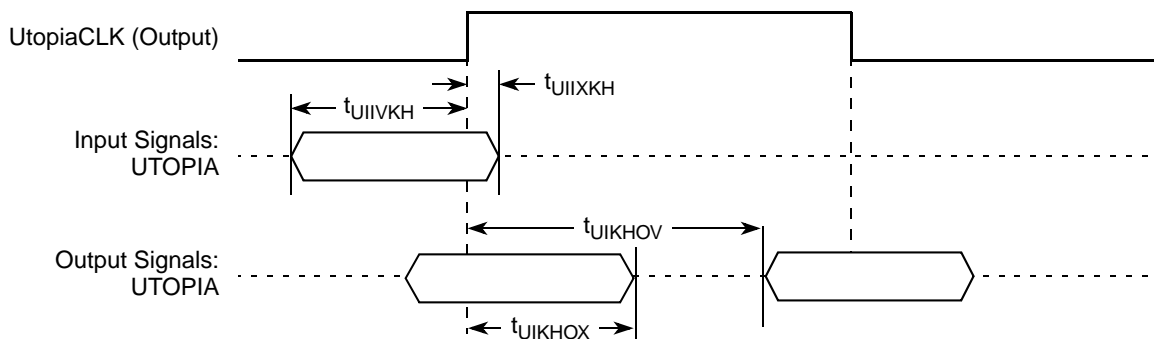 UtopiaCLK (Output)
tUIIXKH
tUIIVKH
Input Signals:
UTOPIA
tUIKHOV
Output Signals:
UTOPIA
tUIKHOX